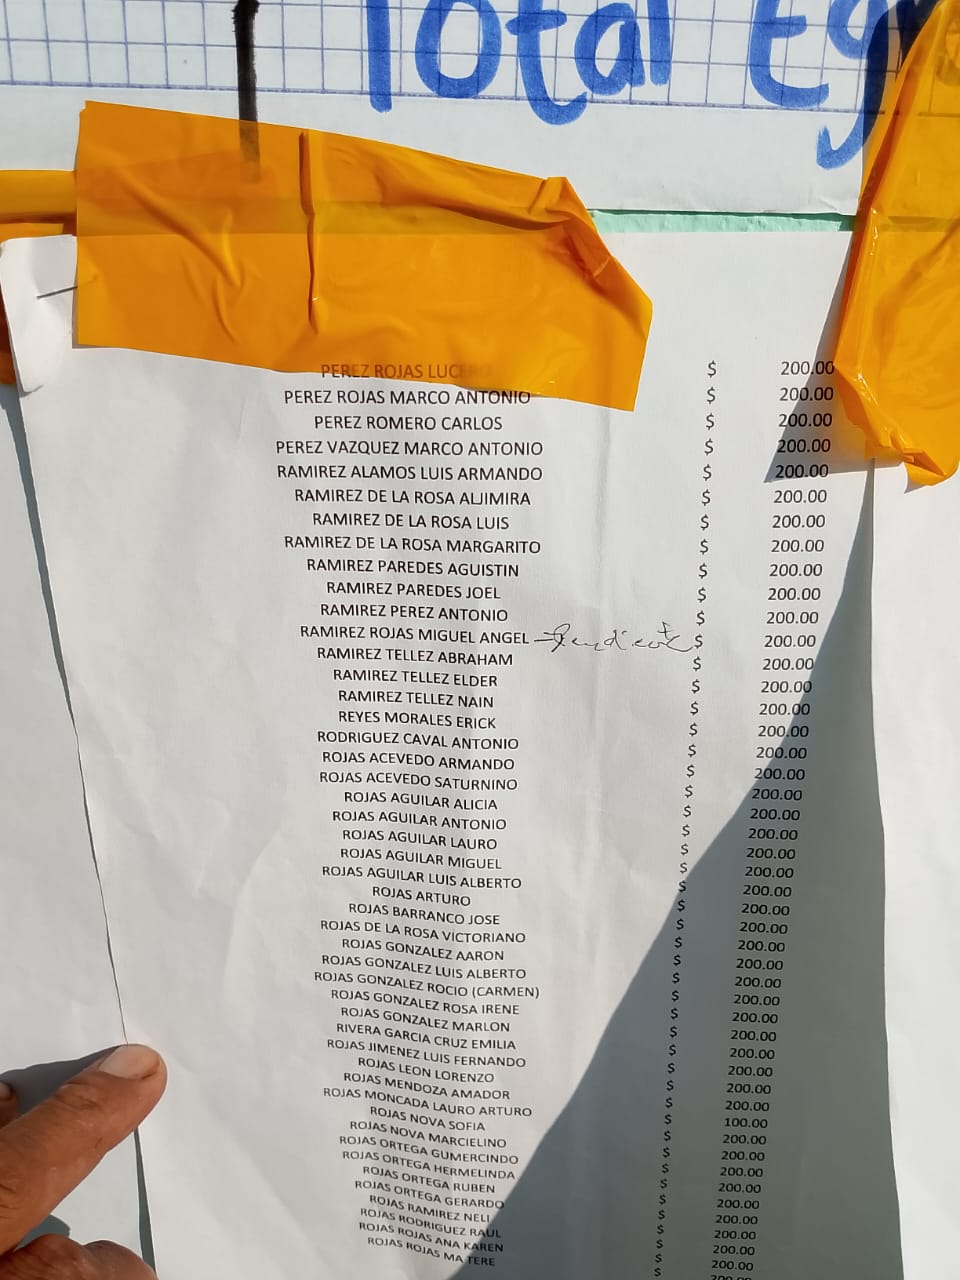 Total Eg
PEREZ ROJAS LUCERO $ 200.00
PEREZ ROJAS MARCO ANTONIO $ 200.00
PEREZ ROMERO CARLOS $ 200.00
PEREZ VAZQUEZ MARCO ANTONIO $ 200.00
RAMIREZ ALAMOS LUIS ARMANDO $ 200.00
RAMIREZ DE LA ROSA ALJIMIRA $ 200.00
RAMIREZ DE LA ROSA LUIS $ 200.00
RAMIREZ DE LA ROSA MARGARITO $ 200.00
RAMIREZ PAREDES AGUISTIN $ 200.00
RAMIREZ PAREDES JOEL $ 200.00
RAMIREZ PEREZ ANTONIO $ 200.00
RAMIREZ ROJAS MIGUEL ANGEL - Pendiente $ 200.00
RAMIREZ TELLEZ ABRAHAM $ 200.00
RAMIREZ TELLEZ ELDER $ 200.00
RAMIREZ TELLEZ NAIN $ 200.00
REYES MORALES ERICK $ 200.00
RODRIGUEZ CAVAL ANTONIO $ 200.00
ROJAS ACEVEDO ARMANDO $ 200.00
ROJAS ACEVEDO SATURNINO $ 200.00
ROJAS AGUILAR ALICIA $ 200.00
ROJAS AGUILAR ANTONIO $ 200.00
ROJAS AGUILAR LAURO $ 200.00
ROJAS AGUILAR MIGUEL $ 200.00
ROJAS AGUILAR LUIS ALBERTO $ 200.00
ROJAS ARTURO $ 200.00
ROJAS BARRANCO JOSE $ 200.00
ROJAS DE LA ROSA VICTORIANO $ 200.00
ROJAS GONZALEZ AARON $ 200.00
ROJAS GONZALEZ LUIS ALBERTO $ 200.00
ROJAS GONZALEZ ROCIO (CARMEN) $ 200.00
ROJAS GONZALEZ ROSA IRENE $ 200.00
ROJAS GONZALEZ MARLON $ 200.00
RIVERA GARCIA CRUZ EMILIA $ 200.00
ROJAS JIMENEZ LUIS FERNANDO $ 200.00
ROJAS LEON LORENZO $ 200.00
ROJAS MENDOZA AMADOR $ 200.00
ROJAS MONCADA LAURO ARTURO $ 100.00
ROJAS NOVA SOFIA $ 200.00
ROJAS NOVA MARCIELINO $ 200.00
ROJAS ORTEGA GUMERCINDO $ 200.00
ROJAS ORTEGA HERMELINDA $ 200.00
ROJAS ORTEGA RUBEN $ 200.00
ROJAS ORTEGA GERARDO $ 200.00
ROJAS RAMIREZ NELI $ 200.00
ROJAS RODRIGUEZ RAUL $ 200.00
ROJAS ROJAS ANA KAREN $ 200.00
ROJAS ROJAS MA TERE $ 200.00